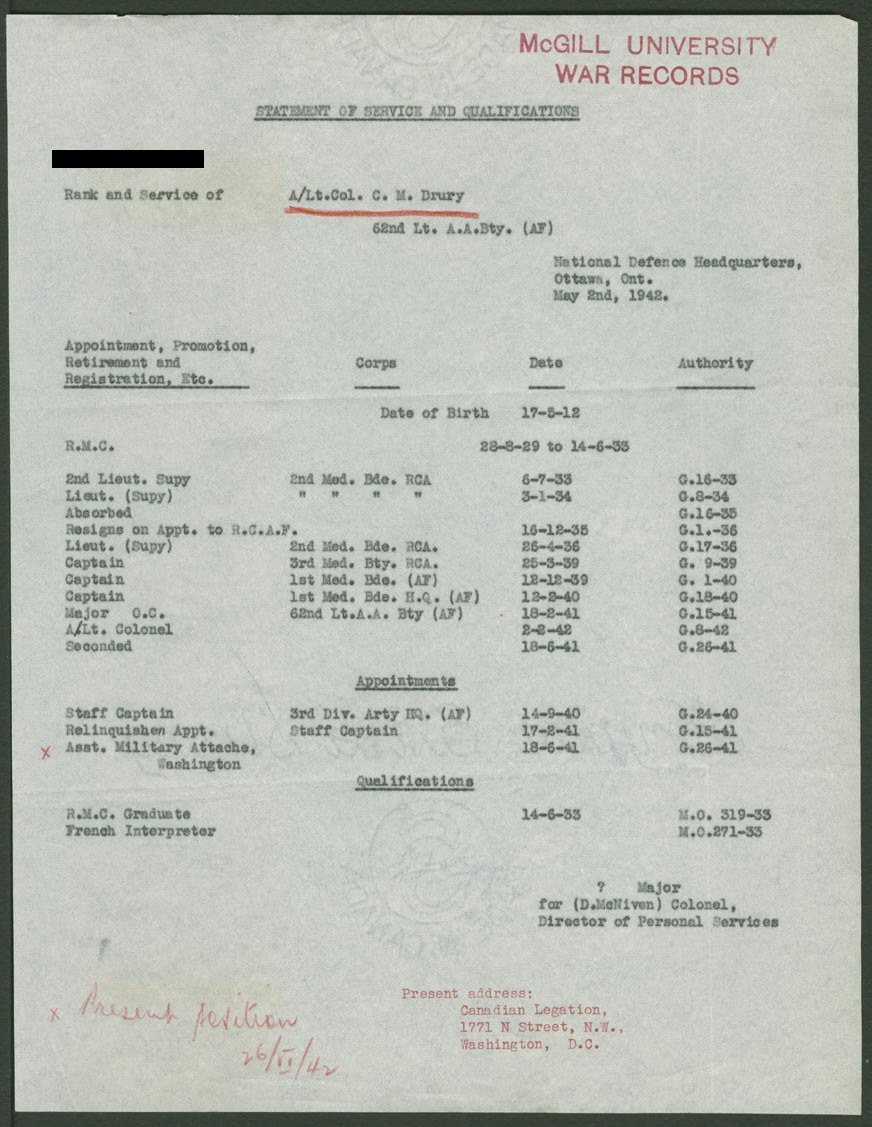 McGILL UNIVERSITY
WAR RECORDS
STATEMENT OF SERVICE AND QUALIFICATIONS
Rank and Service of A/Lt.Col. C. M. Drury
62nd Lt. A.A.Bty. (AF)
National Defence Headquarters,
Ottawa, Ont.
May 2nd, 1942.
Appointment, Promotion,
Retirement and Corps Date Authority
Registration, Etc.
Date of Birth 17-5-12
R.M.C. 28-8-29 to 14-6-33
2nd Lieut. Supy 2nd Med. Bde. RCA 6-7-33 G.16-33
Lieut. (Supy) " " " " 3-1-34 G.8-34
Absorbed G.16-35
Resigns on Appt. to R.C.A.F. 16-12-35 G.1.-36
Lieut. (Supy) 2nd Med. Bde. RCA. 26-4-36 G.17-36
Captain 3rd Med. Bty. RCA. 25-3-39 G. 9-39
Captain 1st Med. Bde. (AF) 12-12-39 G. 1-40
Captain 1st Med. Bde. H.Q. (AF) 12-2-40 G.18-40
Major O.C. 62nd Lt.A.A. Bty (AF) 18-2-41 G.15-41
A/Lt. Colonel 2-2-42 G.8-42
Seconded 18-6-41 G.26-41
Appointments
Staff Captain 3rd Div. Arty HQ. (AF) 14-9-40 G.24-40
Relinquishen Appt. Staff Captain 17-2-41 G.15-41
x Asst. Military Attache, 18-6-41 G.26-41
Washington
Qualifications
R.M.C. Graduate 14-6-33 M.O. 319-33
French Interpreter M.O.271-33
? Major
for (D.McNiven) Colonel,
Director of Personal Services
x Present position
26/VI/42
Present address:
Canadian Legation,
1771 N Street, N.W.,
Washington, D.C.